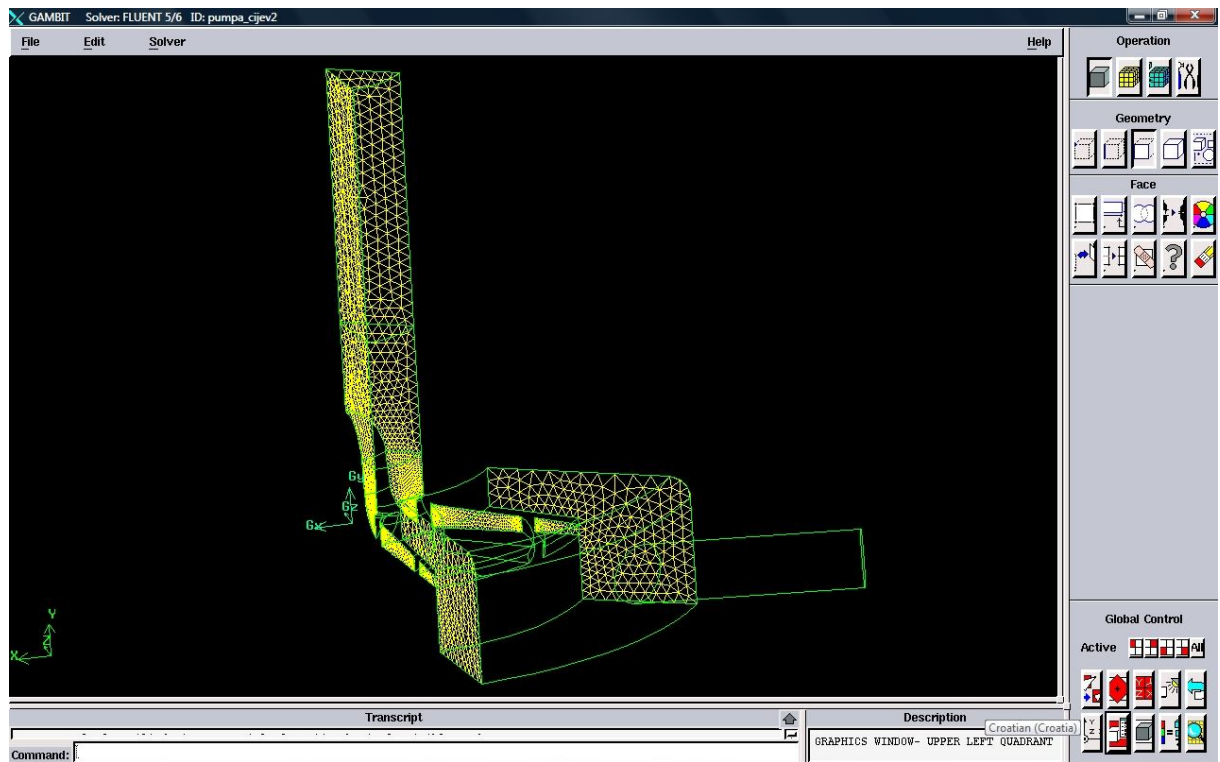 GAMBIT Solver: FLUENT 5/6 ID: pumpa_cijev2
File Edit Solver Help
Operation
Geometry
Face
Gy
Gz
Gx
Y
Z
X
Global Control
Active All
Transcript
Description
Croatian (Croatia)
Command:
GRAPHICS WINDOW- UPPER LEFT QUADRANT